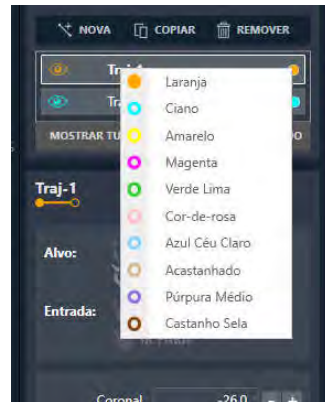 NOVA COPIAR REMOVER
Laranja
Ciano
MOSTRAR
Amarelo
Magenta
Traj-1
Verde Lima
Cor-de-rosa
Alvo:
Azul Céu Claro
Acastanhado
Entrada:
Púrpura Médio
Castanho Sela
Coronal -26.0 - +